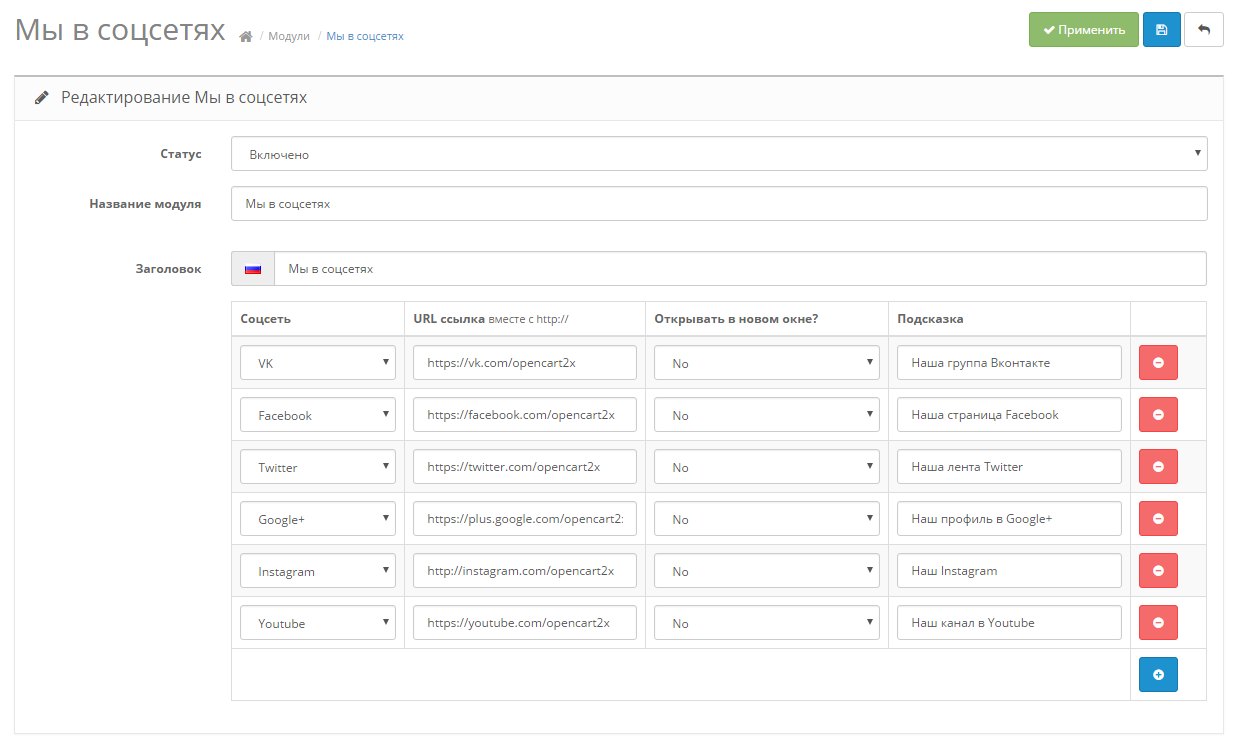 Мы в соцсетях / Модули / Мы в соцсетях Применить
Редактирование Мы в соцсетях
Статус Включено
Название модуля Мы в соцсетях
Заголовок Мы в соцсетях
Соцсеть URL ссылка вместе с http:// Открывать в новом окне? Подсказка
VK https://vk.com/opencart2x No Наша группа Вконтакте
Facebook https://facebook.com/opencart2x No Наша страница Facebook
Twitter https://twitter.com/opencart2x No Наша лента Twitter
Google+ https://plus.google.com/opencart2 No Наш профиль в Google+
Instagram http://instagram.com/opencart2x No Наш Instagram
Youtube https://youtube.com/opencart2x No Наш канал в Youtube